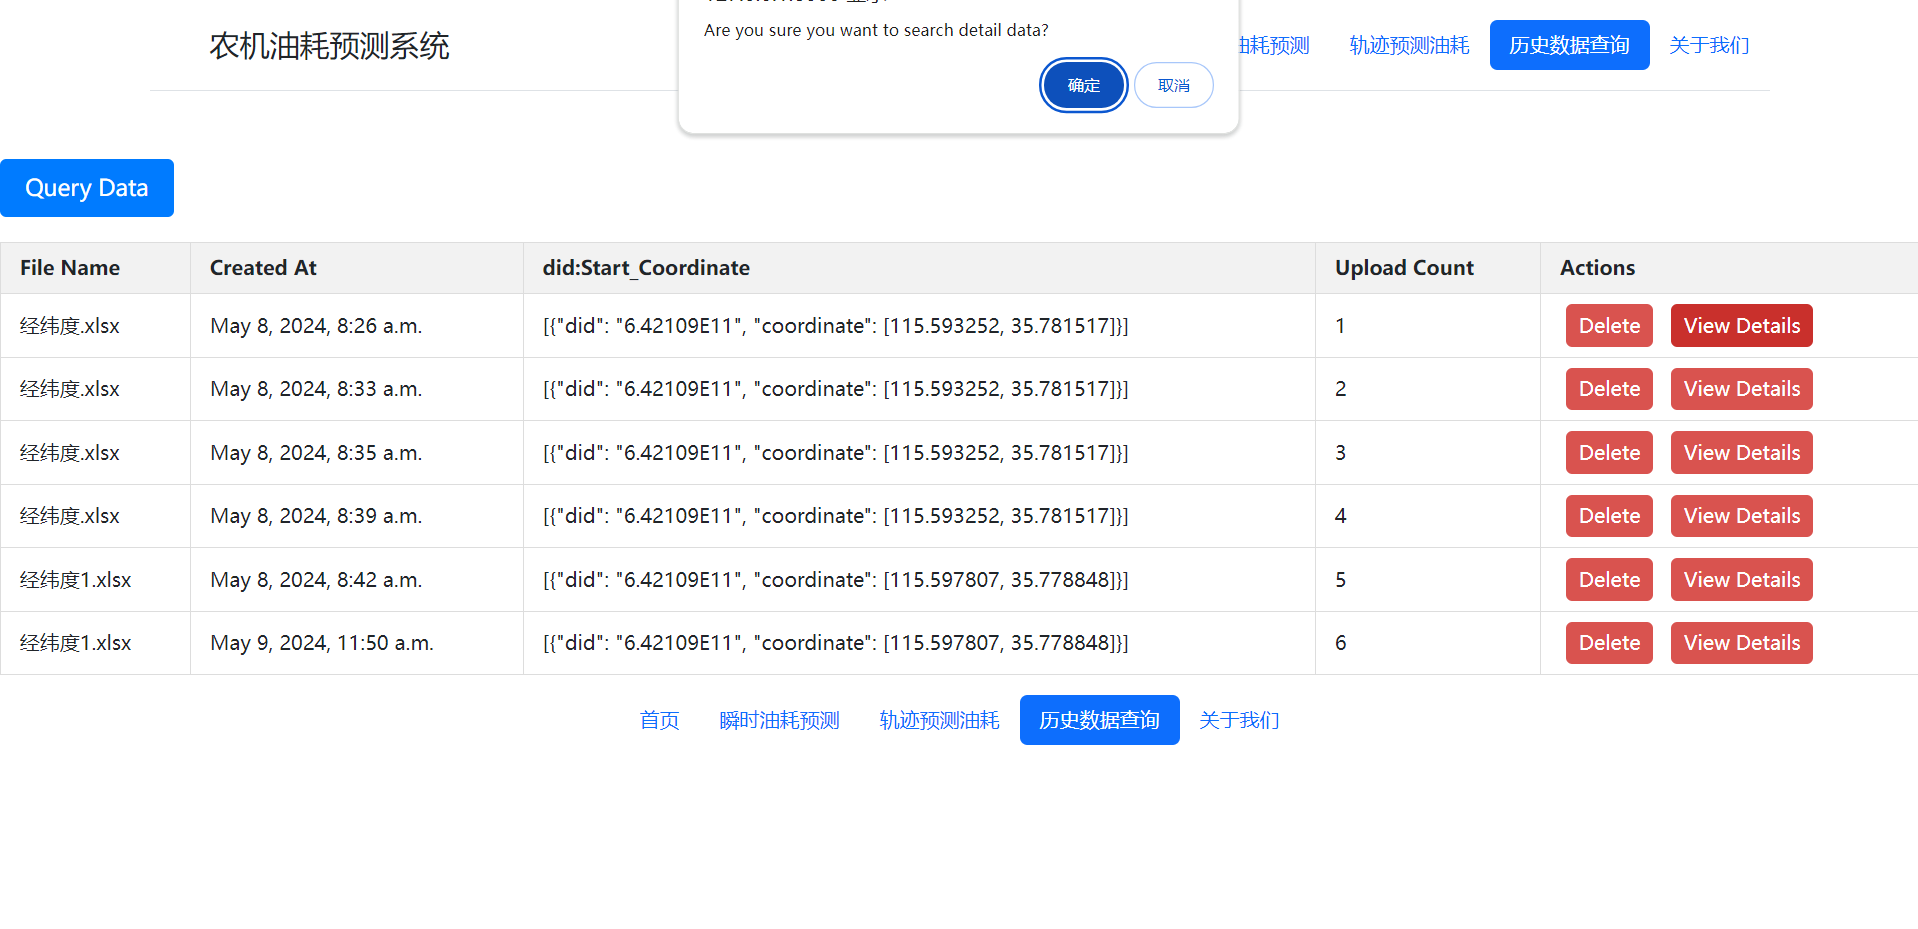 Are you sure you want to search detail data?
确定 取消
农机油耗预测系统
油耗预测 轨迹预测油耗 历史数据查询 关于我们
Query Data
File Name Created At did:Start_Coordinate Upload Count Actions
经纬度.xlsx May 8, 2024, 8:26 a.m. [{"did": "6.42109E11", "coordinate": [115.593252, 35.781517]}] 1 Delete View Details
经纬度.xlsx May 8, 2024, 8:33 a.m. [{"did": "6.42109E11", "coordinate": [115.593252, 35.781517]}] 2 Delete View Details
经纬度.xlsx May 8, 2024, 8:35 a.m. [{"did": "6.42109E11", "coordinate": [115.593252, 35.781517]}] 3 Delete View Details
经纬度.xlsx May 8, 2024, 8:39 a.m. [{"did": "6.42109E11", "coordinate": [115.593252, 35.781517]}] 4 Delete View Details
经纬度1.xlsx May 8, 2024, 8:42 a.m. [{"did": "6.42109E11", "coordinate": [115.597807, 35.778848]}] 5 Delete View Details
经纬度1.xlsx May 9, 2024, 11:50 a.m. [{"did": "6.42109E11", "coordinate": [115.597807, 35.778848]}] 6 Delete View Details
首页 瞬时油耗预测 轨迹预测油耗 历史数据查询 关于我们